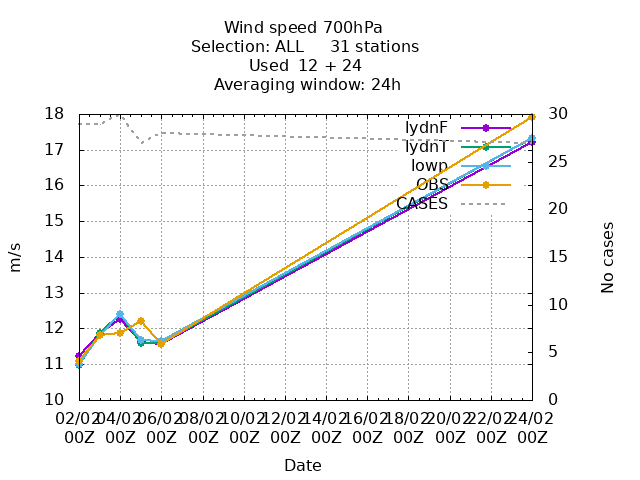 Wind speed 700hPa
Selection: ALL     31 stations
Used  12 + 24
Averaging window: 24h
18
17
16
15
14
13
12
11
10
m/s
30
25
20
15
10
5
0
No cases
lydnF
lydnT
lowp
OBS
CASES
02/02 04/02 06/02 08/02 10/02 12/02 14/02 16/02 18/02 20/02 22/02 24/02
00Z 00Z 00Z 00Z 00Z 00Z 00Z 00Z 00Z 00Z 00Z 00Z
Date